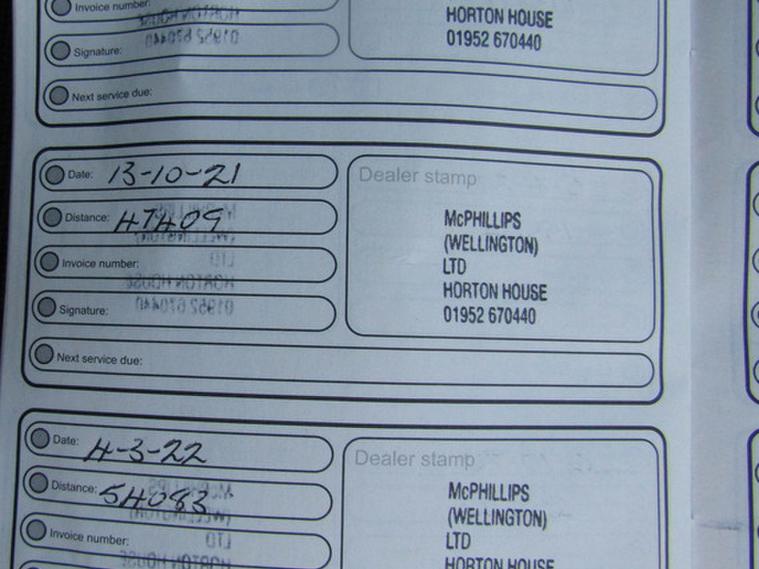 Invoice number:
HORTON HOUSE
01952 670440
Signature:
Next service due:
Date: 13-10-21
Dealer stamp
Distance: 47409
McPHILLIPS
(WELLINGTON)
LTD
Invoice number:
HORTON HOUSE
Signature:
01952 670440
Next service due:
Date: 4-3-22
Dealer stamp
Distance: 54083
McPHILLIPS
(WELLINGTON)
Invoice number:
LTD
HORTON HOUSE